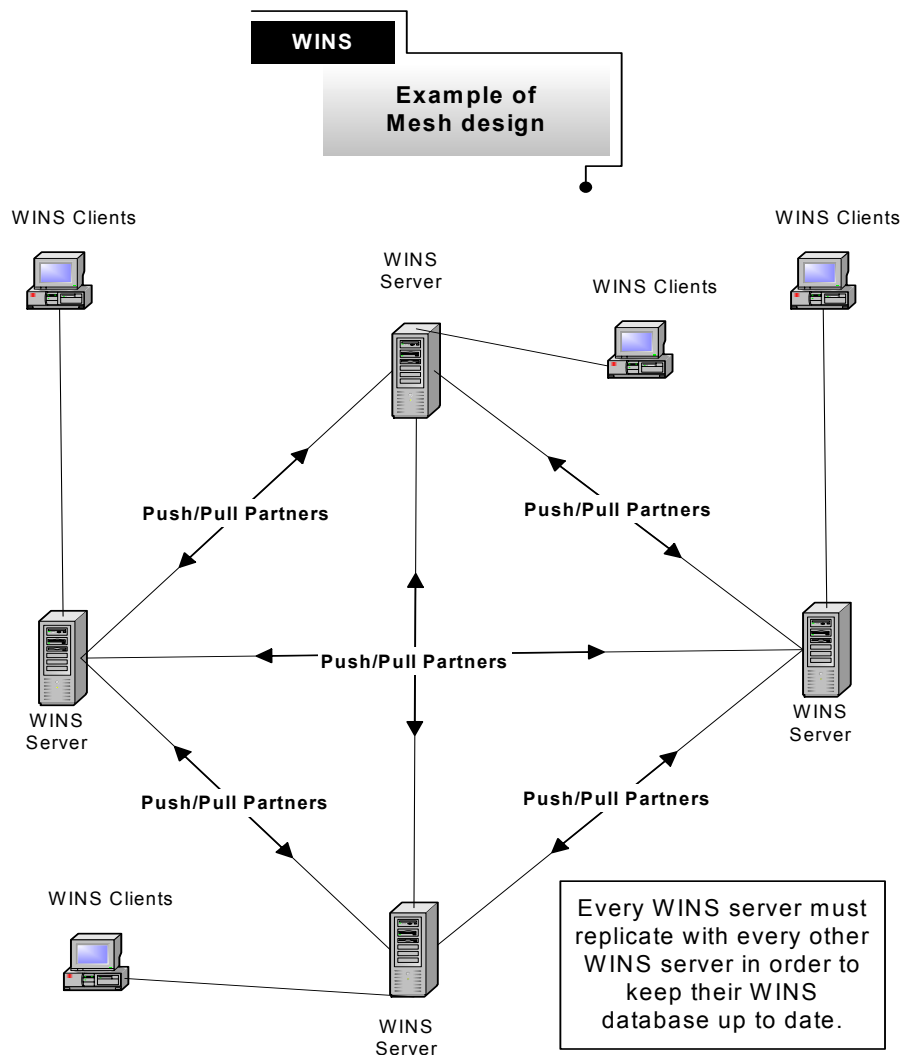 WINS
Example of
Mesh design
WINS Clients
WINS Clients
WINS
Server
WINS Clients
Push/Pull Partners
Push/Pull Partners
Push/Pull Partners
WINS
Server
WINS
Server
Push/Pull Partners
Push/Pull Partners
WINS Clients
WINS
Server
Every WINS server must
replicate with every other
WINS server in order to
keep their WINS
database up to date.